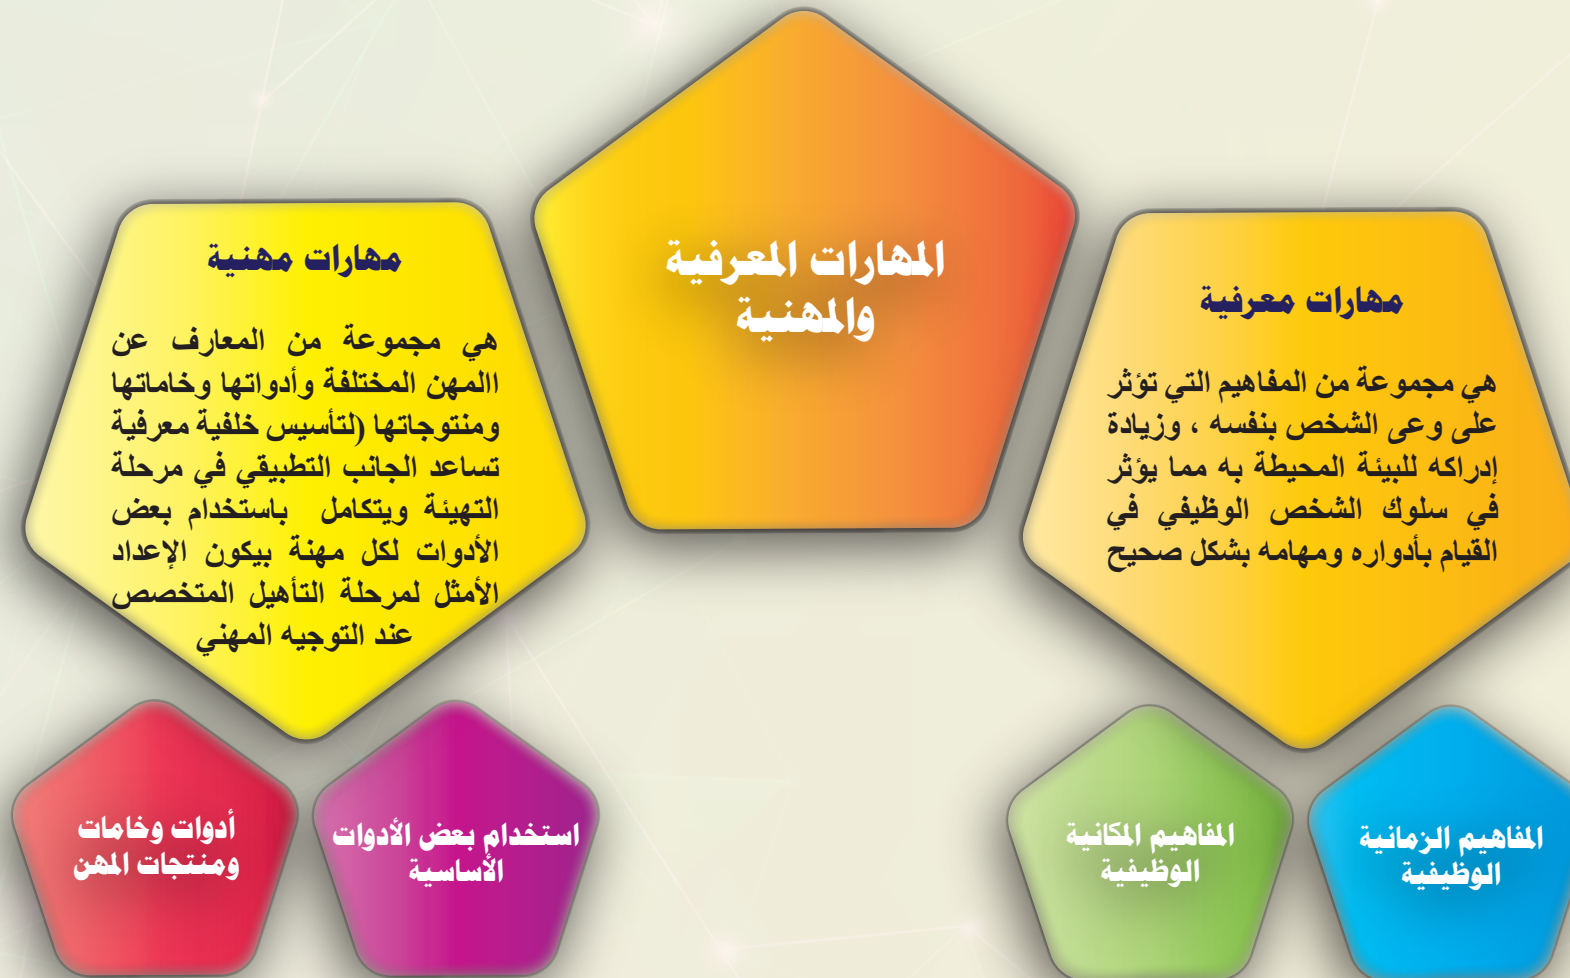 المهارات المعرفية
والمهنية
مهارات معرفية
هي مجموعة من المفاهيم التي تؤثر
على وعى الشخص بنفسه ، وزيادة
إدراكه للبيئة المحيطة به مما يؤثر
في سلوك الشخص الوظيفي في
القيام بأدواره ومهامه بشكل صحيح
مهارات مهنية
هي مجموعة من المعارف عن
االمهن المختلفة وأدواتها وخاماتها
ومنتوجاتها (لتأسيس خلفية معرفية
تساعد الجانب التطبيقي في مرحلة
التهيئة ويتكامل باستخدام بعض
الأدوات لكل مهنة بيكون الإعداد
الأمثل لمرحلة التأهيل المتخصص
عند التوجيه المهني
المفاهيم الزمانية
الوظيفية
المفاهيم المكانية
الوظيفية
استخدام بعض الأدوات
الأساسية
أدوات وخامات
ومنتجات المهن